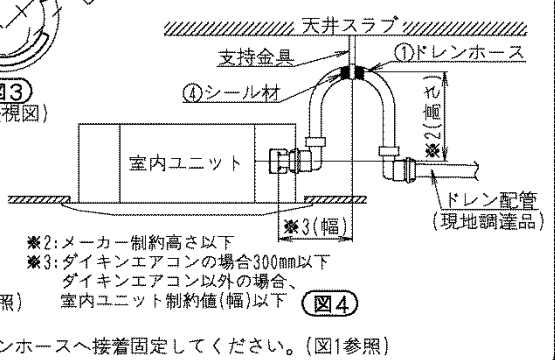 天井スラブ
支持金具
①ドレンホース
④シール材
図3
視図)
※2(高さ)
室内ユニット
ドレン配管
(現地調達品)
※3(幅)
※2:メーカー制約高さ以下
※3:ダイキンエアコンの場合300mm以下
ダイキンエアコン以外の場合、
照)
室内ユニット制約値(幅)以下
図4
ンホースへ接着固定してください。(図1参照)